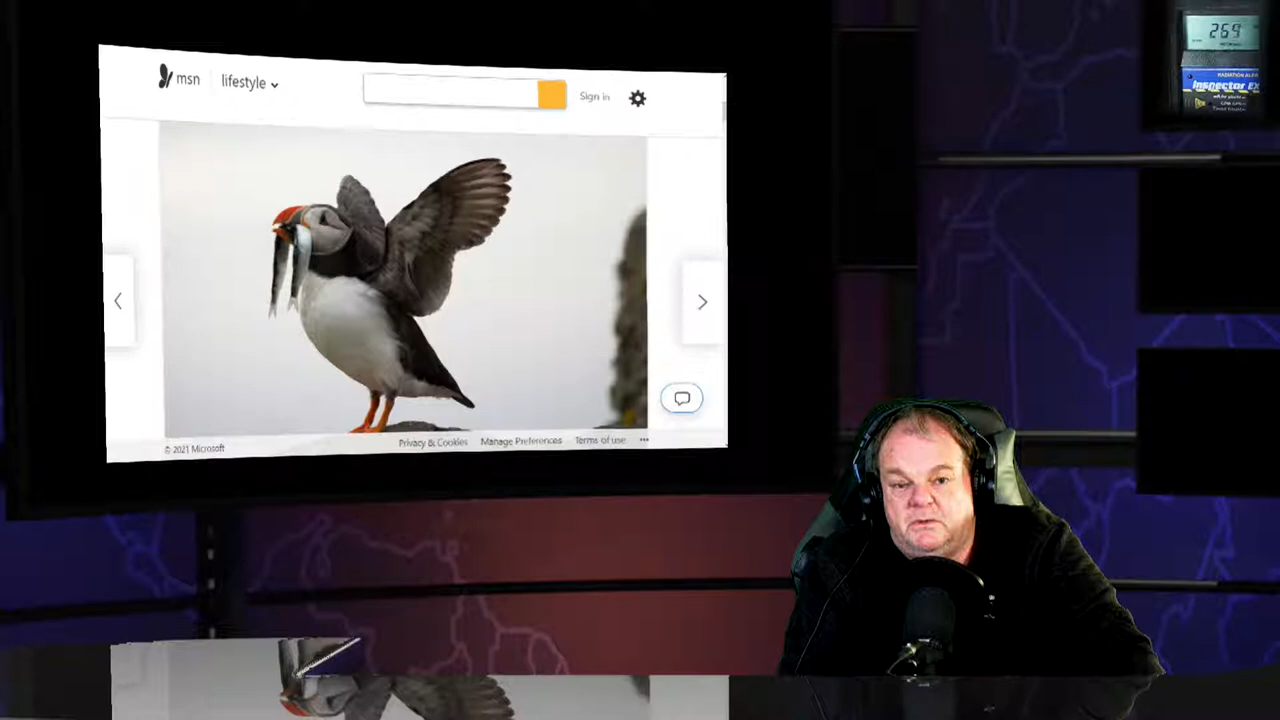 msn lifestyle
Sign in
269
RADIATION ALERT
Inspector EX
© 2021 Microsoft
Privacy & Cookies Manage Preferences Terms of use